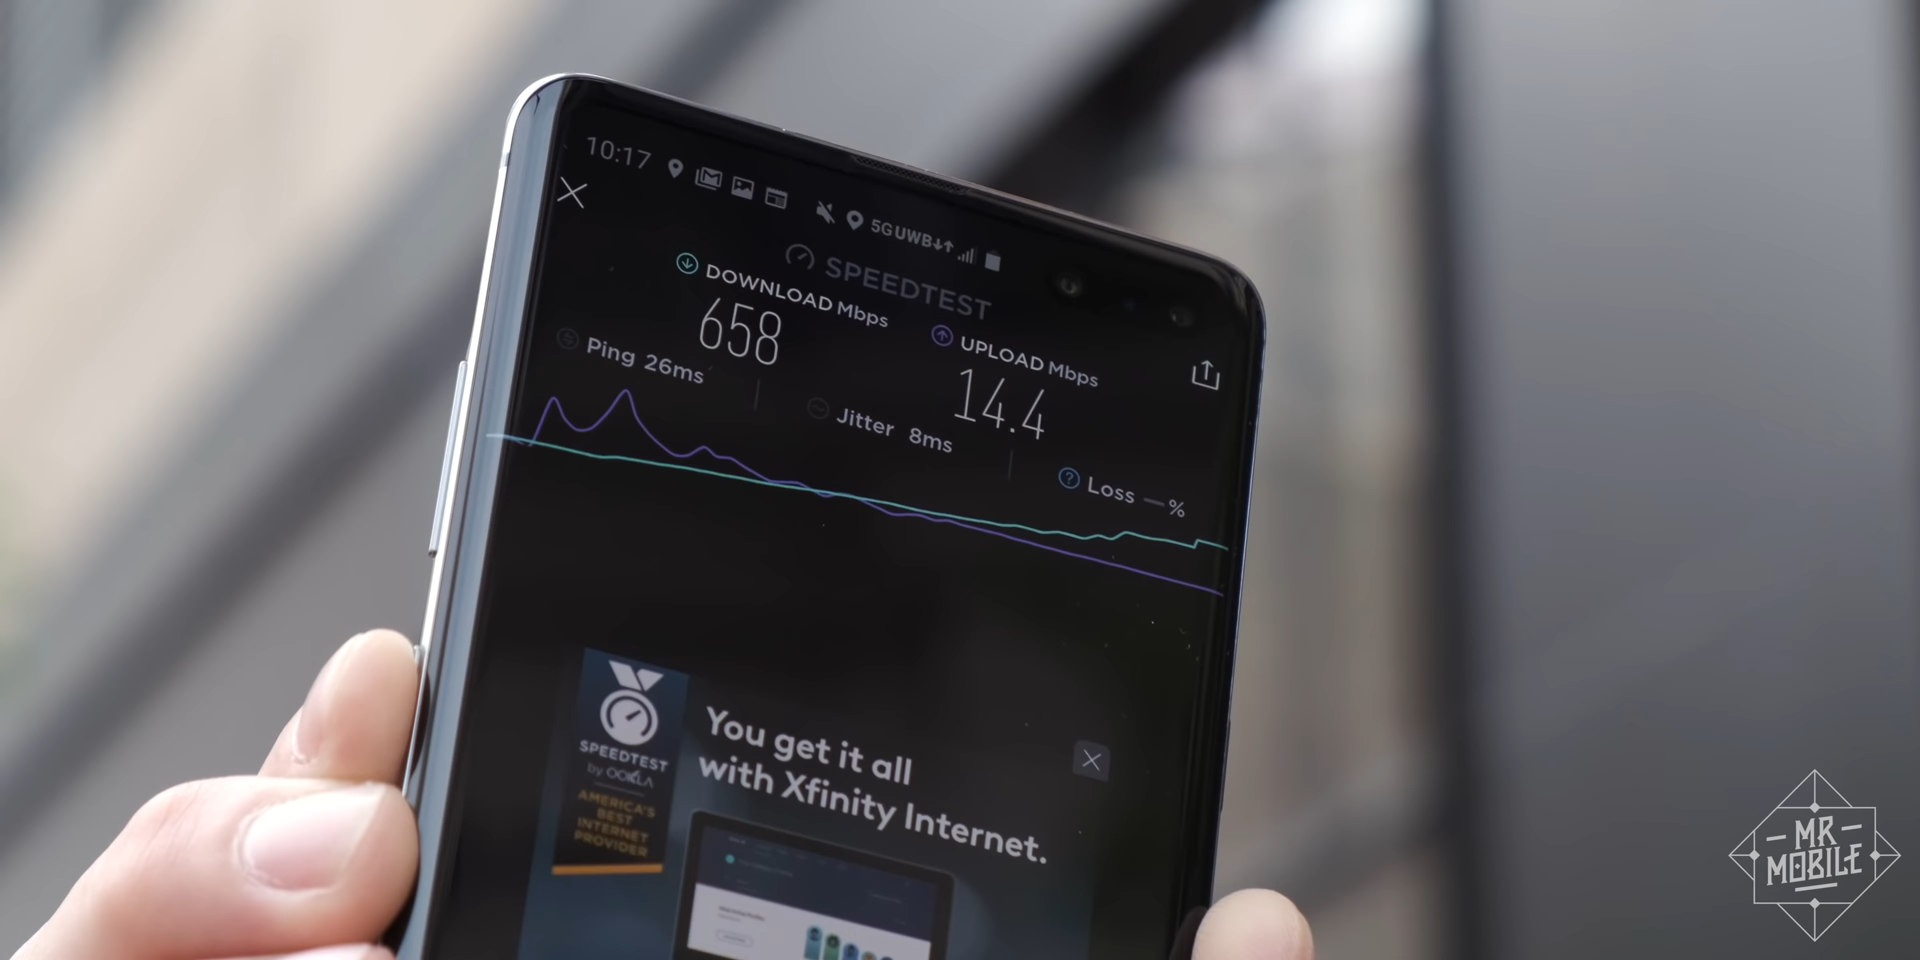 10:17
5GUWB
SPEEDTEST
DOWNLOAD Mbps
658
UPLOAD Mbps
14.4
Ping 26ms
Jitter 8ms
Loss —%
SPEEDTEST
by OOKLA
AMERICA'S
BEST
INTERNET
PROVIDER
You get it all
with Xfinity Internet.
MR
MOBILE